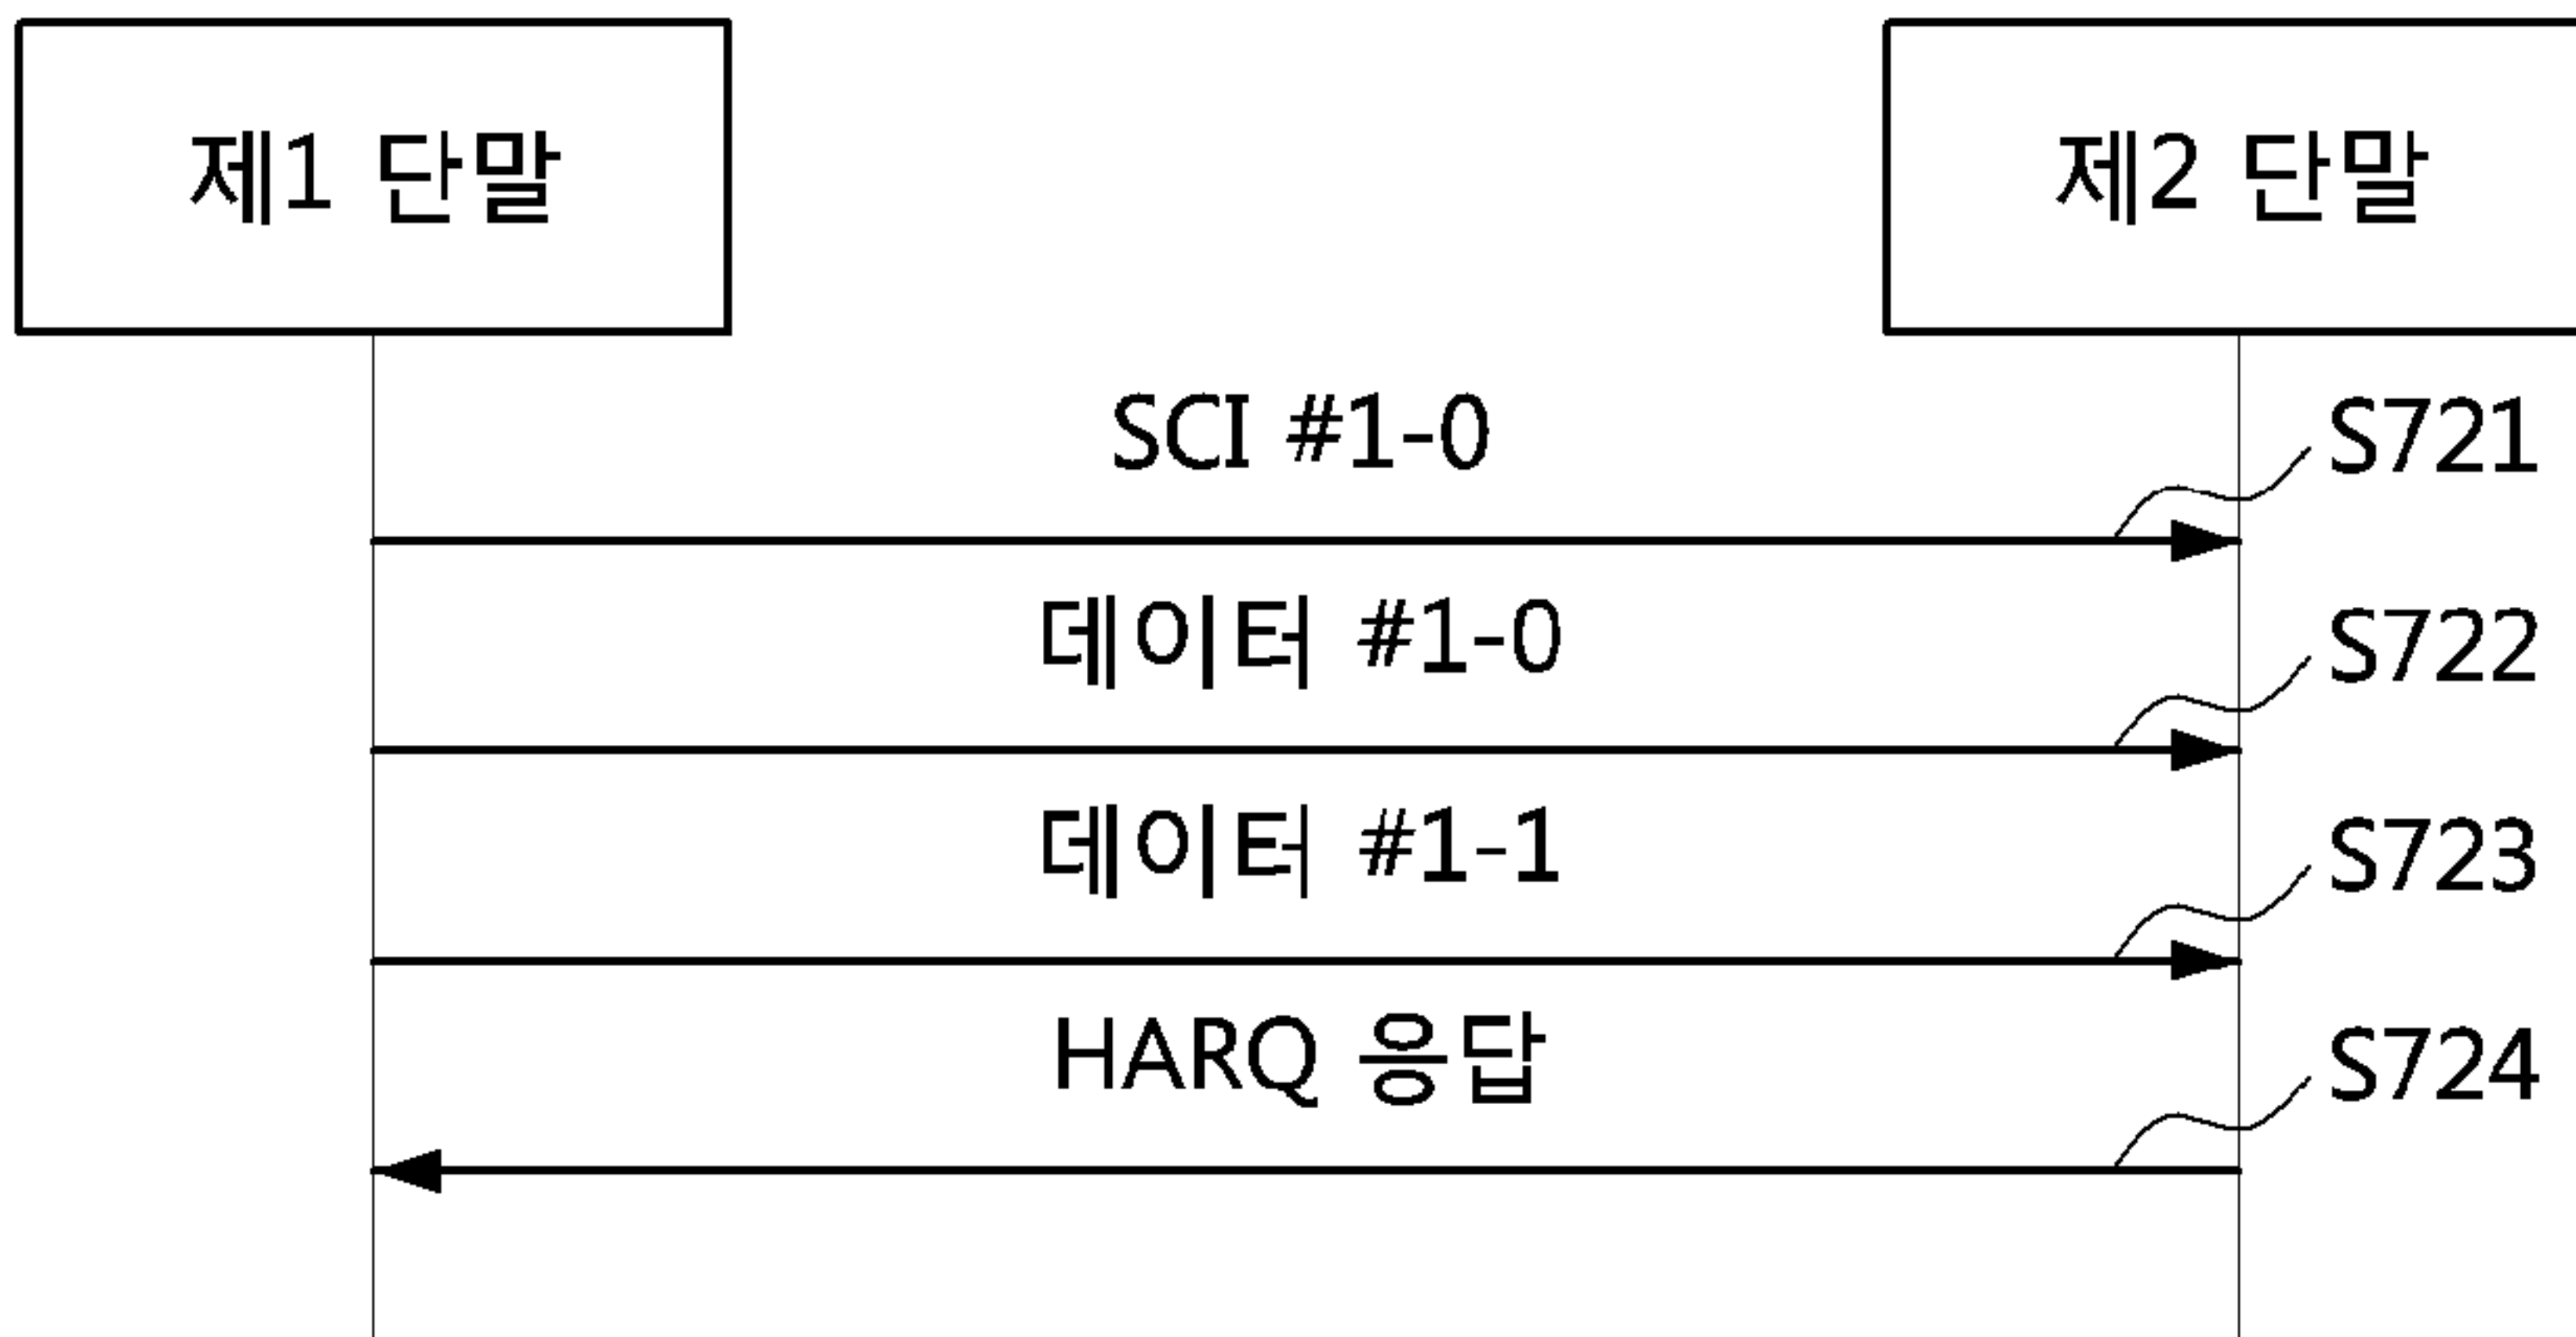 제1 단말
제2 단말
SCI #1-0
S721
데이터 #1-0
S722
데이터 #1-1
S723
HARQ 응답
S724